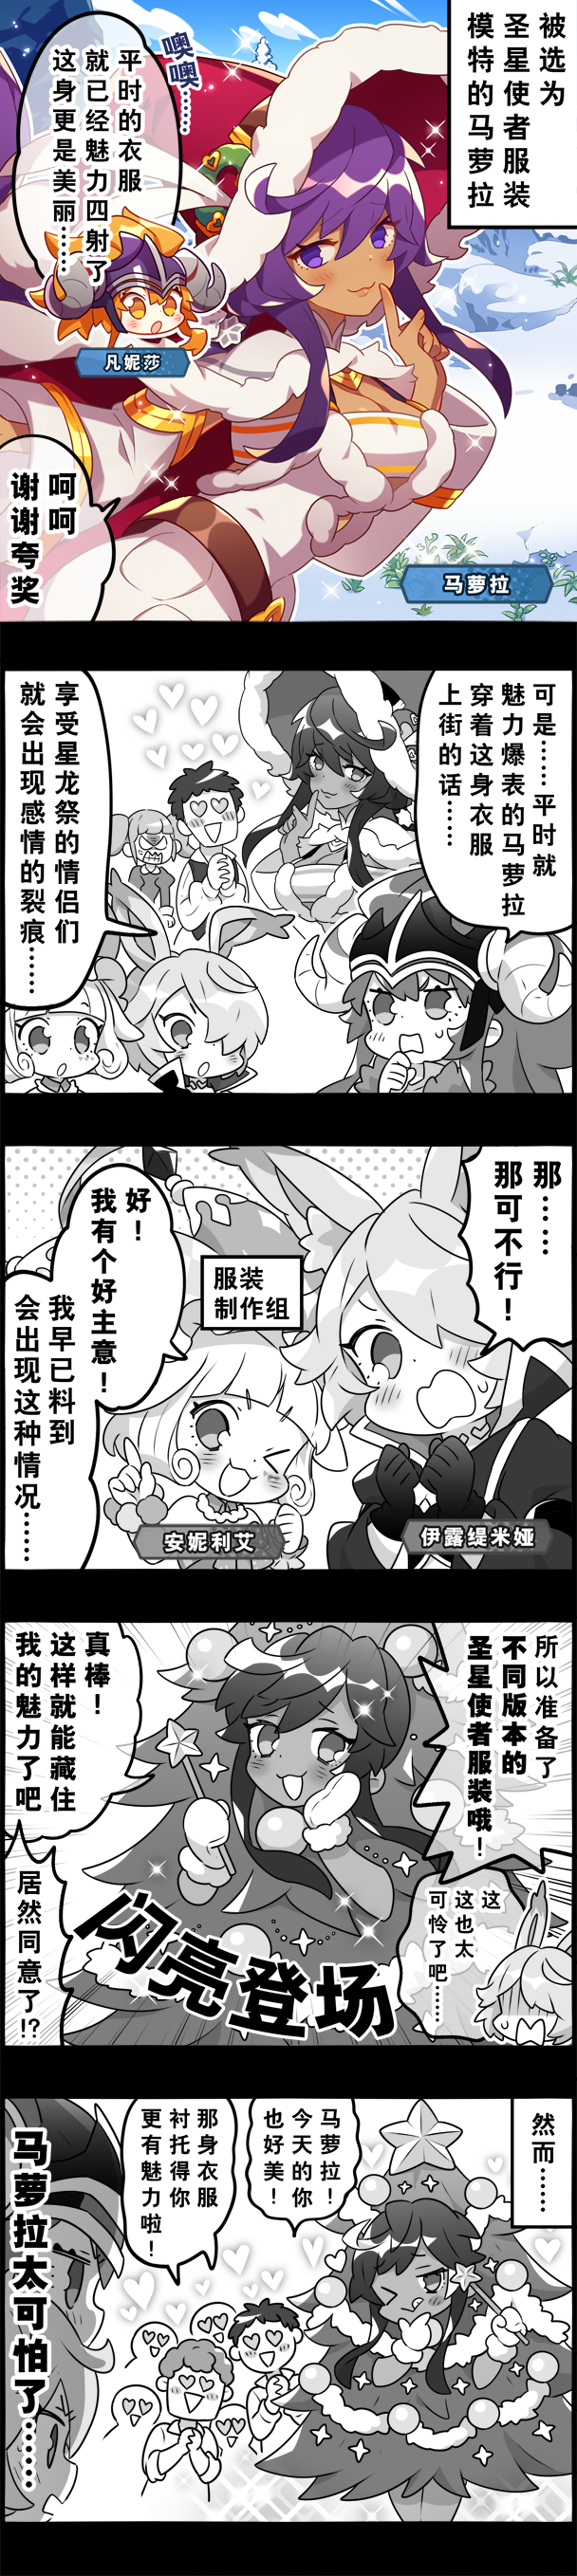 被选为
圣星使者服装
模特的马萝拉
噢噢……
平时的衣服
就已经魅力四射了
这身更是美丽……
凡妮莎
呵呵
谢谢夸奖
马萝拉
可是……平时就
魅力爆表的马萝拉
穿着这身衣服
上街的话……
享受星龙祭的情侣们
就会出现感情的裂痕……
那……
那可不行！
服装
制作组
好！
我有个好主意！
我早已料到
会出现这种情况……
安妮利艾
伊露缇米娅
所以准备了
不同版本的
圣星使者服装哦！
这
这也太
可怜了吧……
真棒！
这样就能藏住
我的魅力了吧
闪亮登场
居然同意了!?
然而……
马萝拉！
今天的你
也好美！
那身衣服
衬托得你
更有魅力啦！
马萝拉太可怕了……